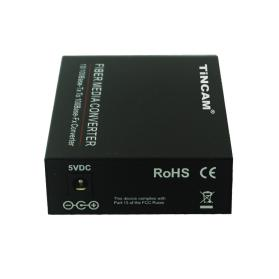 TiNCAM
FIBER MEDIA CONVERTER
10/100Base-Tx To 100Base-Fx Converter
5VDC
RoHS CE
This device complies with
Part 15 of the FCC Rules